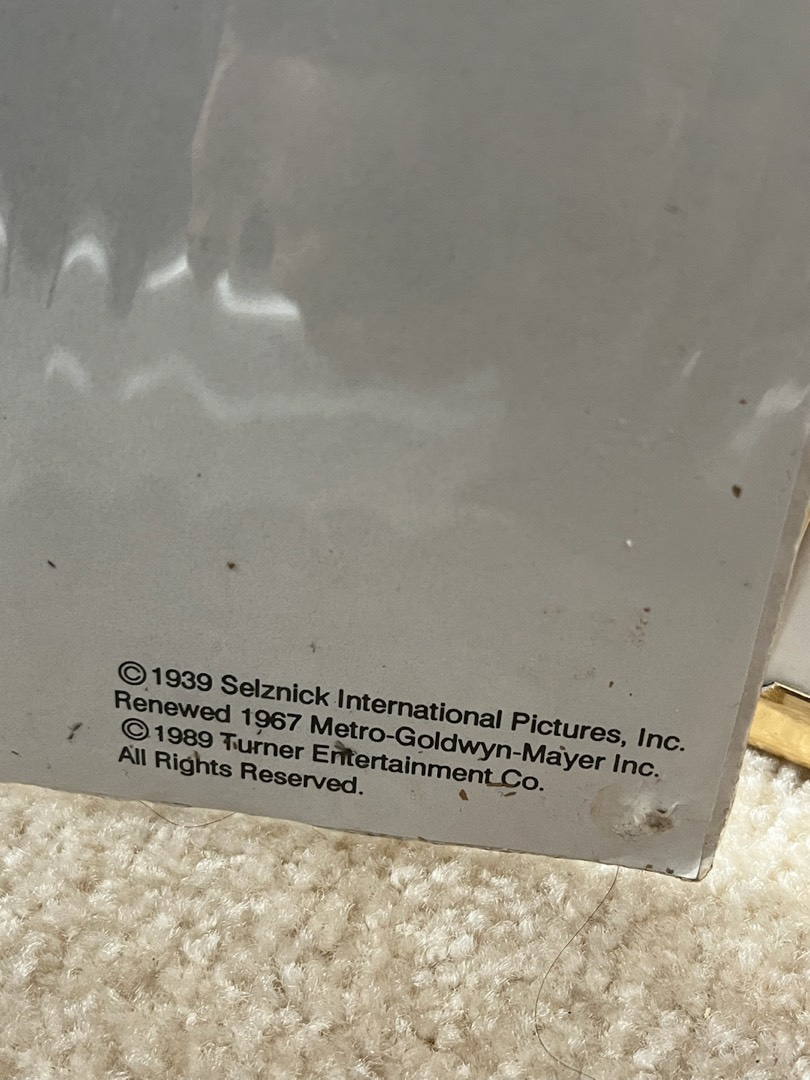 ©1939 Selznick International Pictures, Inc.
Renewed 1967 Metro-Goldwyn-Mayer Inc.
©1989 Turner Entertainment Co.
All Rights Reserved.